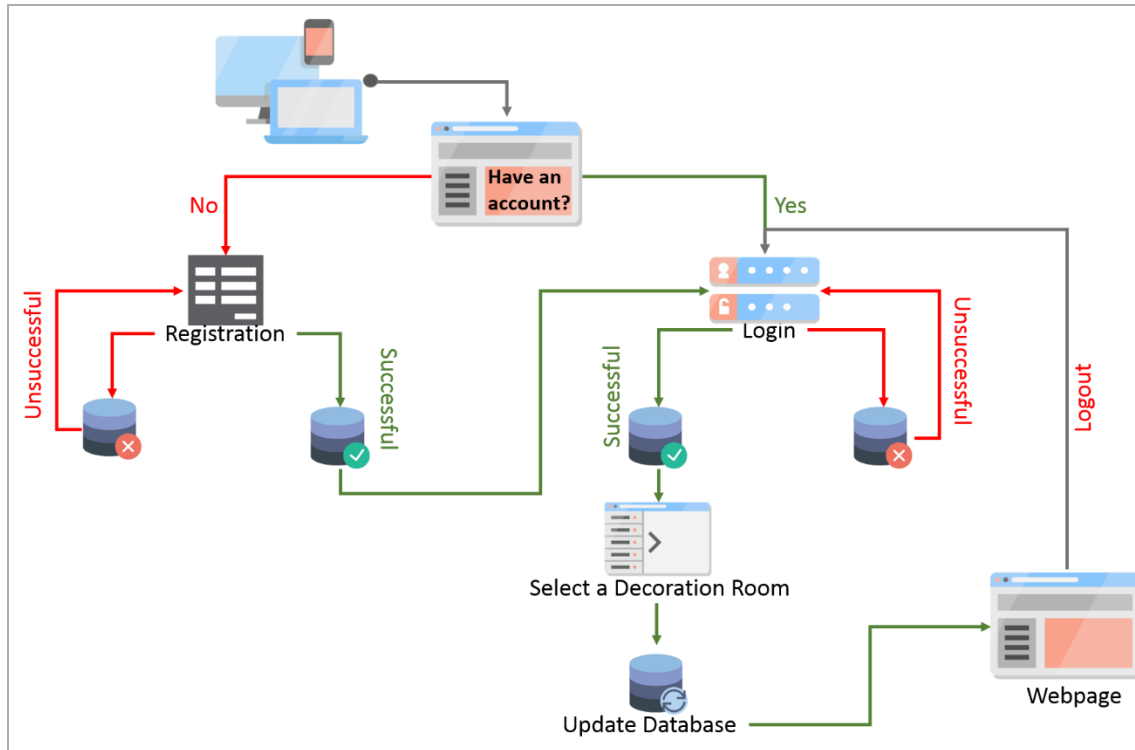 Have an
account?
No
Yes
Registration
Login
Unsuccessful
Successful
Successful
Unsuccessful
Logout
Select a Decoration Room
Webpage
Update Database